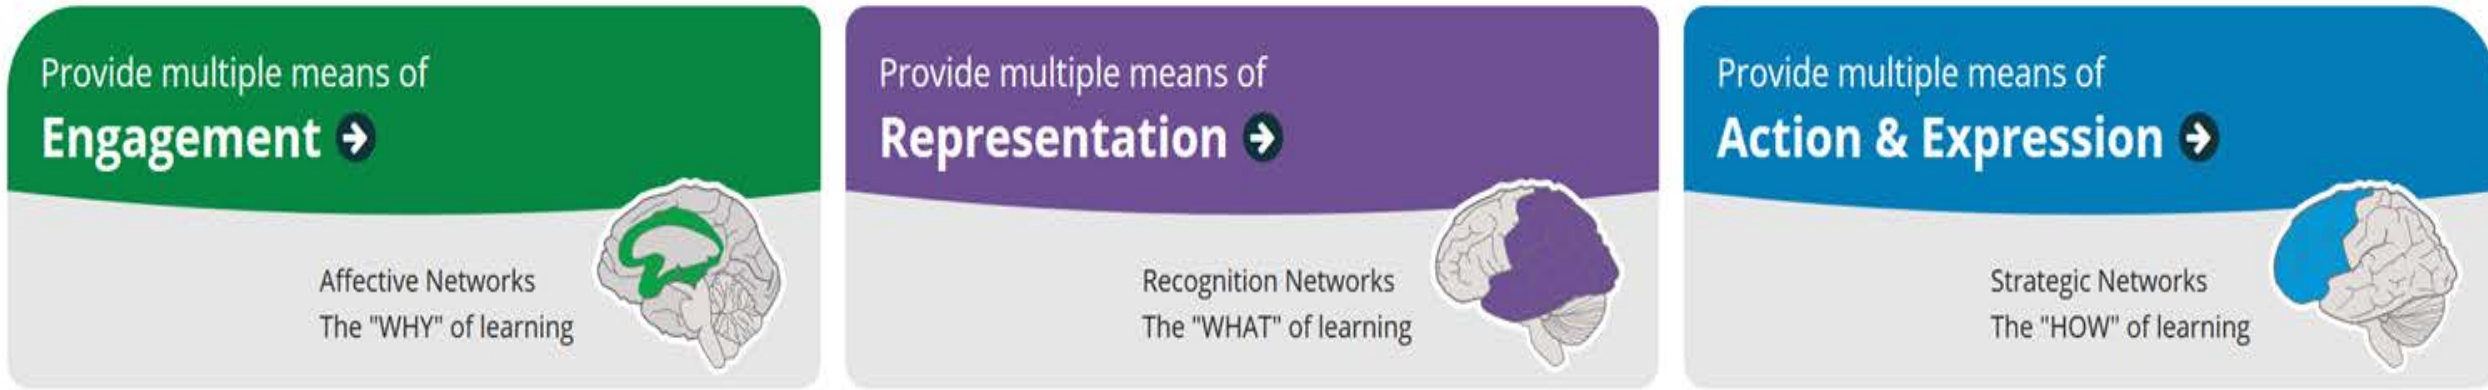 Provide multiple means of
Engagement
Affective Networks
The "WHY" of learning
Provide multiple means of
Representation
Recognition Networks
The "WHAT" of learning
Provide multiple means of
Action & Expression
Strategic Networks
The "HOW" of learning